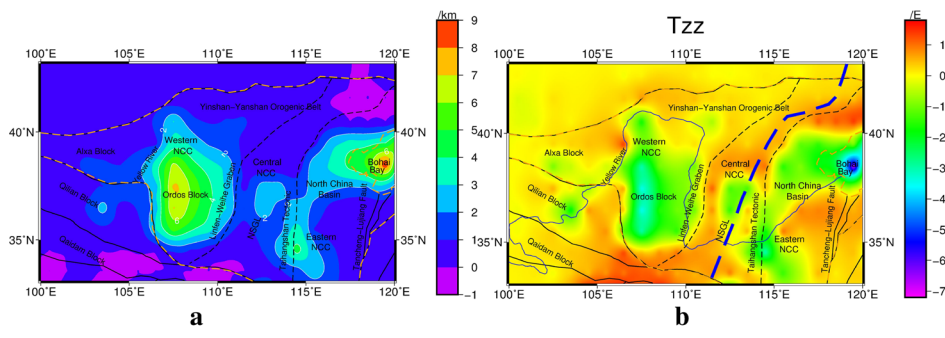 /km
100°E 105°E 110°E 115°E 120°E
9
8
7
6
5
4
3
2
1
0
−1
40°N
35°N
Yinshan−Yanshan Orogenic Belt
Western
NCC
Alxa Block
Yellow River
Central
NCC
Bohai
Bay
Qilian Block
Ordos Block
Linfen−Weihe Graben
North China
Basin
NSGL
Taihangshan Tectonic
Tancheng−Lujiang Fault
Eastern
NCC
Qaidam Block
100°E 105°E 110°E 115°E 120°E
a
Tzz
/E
100°E 105°E 110°E 115°E 120°E
1
0
−1
−2
−3
−4
−5
−6
−7
40°N
35°N
40°N
35°N
Yinshan−Yanshan Orogenic Belt
Western
NCC
Alxa Block
Yellow River
Central
NCC
Bohai
Bay
Qilian Block
Ordos Block
Linfen−Weihe Graben
North China
Basin
NSGL
Taihangshan Tectonic
Tancheng−Lujiang Fault
Eastern
NCC
Qaidam Block
100°E 105°E 110°E 115°E 120°E
b